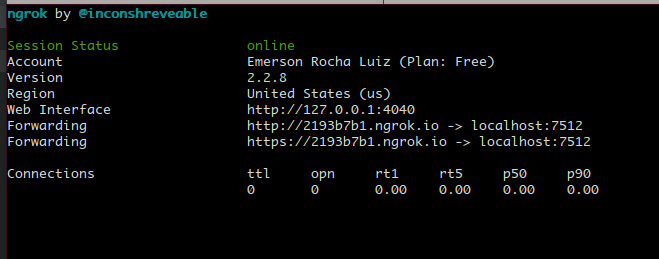 ngrok by @inconshreveable
Session Status online
Account Emerson Rocha Luiz (Plan: Free)
Version 2.2.8
Region United States (us)
Web Interface http://127.0.0.1:4040
Forwarding http://2193b7b1.ngrok.io -> localhost:7512
Forwarding https://2193b7b1.ngrok.io -> localhost:7512
Connections ttl opn rt1 rt5 p50 p90
0 0 0.00 0.00 0.00 0.00